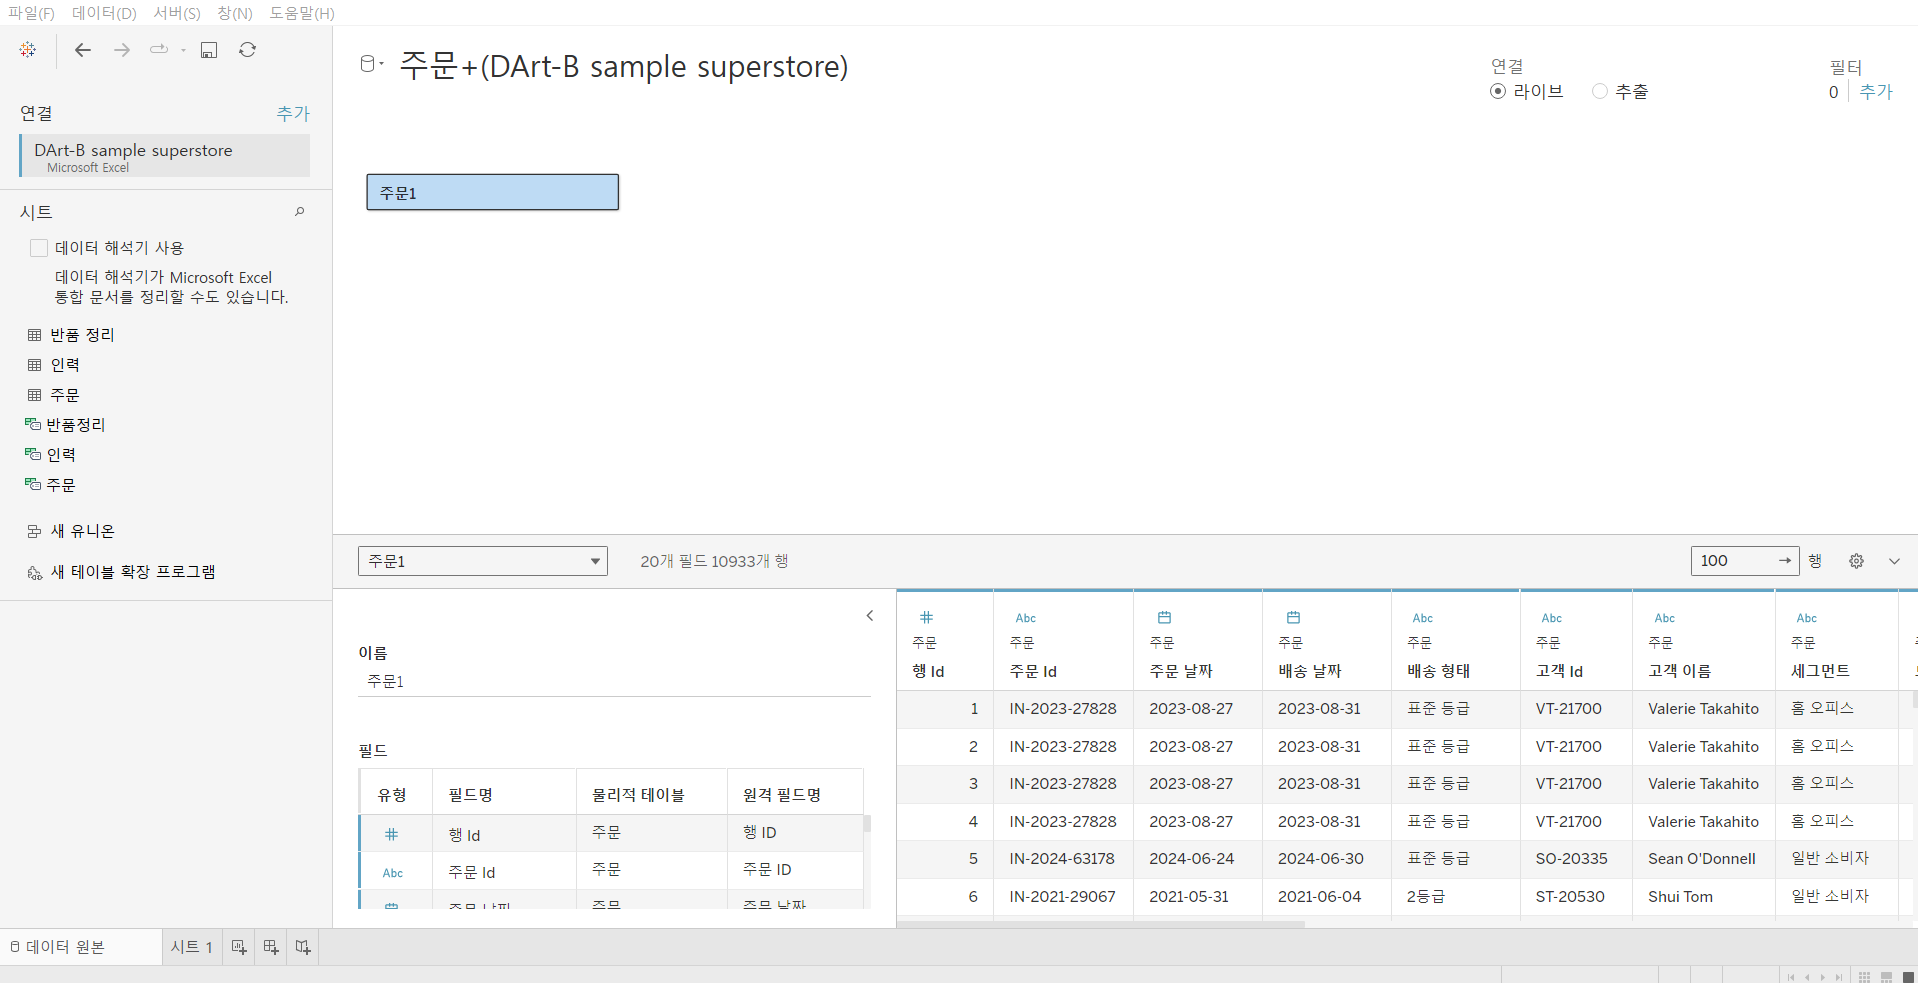 파일(F) 데이터(D) 서버(S) 창(N) 도움말(H)
연결 추가
DArt-B sample superstore
Microsoft Excel
시트
데이터 해석기 사용
데이터 해석기가 Microsoft Excel
통합 문서를 정리할 수도 있습니다.
반품 정리
인력
주문
반품정리
인력
주문
새 유니온
새 테이블 확장 프로그램
주문+(DArt-B sample superstore)
연결
라이브 추출
필터
0 추가
주문1
주문1 20개 필드 10933개 행 100 → 행
이름
주문1
필드
유형 필드명 물리적 테이블 원격 필드명
행 Id 주문 행 ID
Abc 주문 Id 주문 주문 ID
주문 날짜 주문 주문 날짜
Abc Abc Abc Abc Abc
주문 주문 주문 주문 주문 주문 주문 주문
행 Id 주문 Id 주문 날짜 배송 날짜 배송 형태 고객 Id 고객 이름 세그먼트
1 IN-2023-27828 2023-08-27 2023-08-31 표준 등급 VT-21700 Valerie Takahito 홈 오피스
2 IN-2023-27828 2023-08-27 2023-08-31 표준 등급 VT-21700 Valerie Takahito 홈 오피스
3 IN-2023-27828 2023-08-27 2023-08-31 표준 등급 VT-21700 Valerie Takahito 홈 오피스
4 IN-2023-27828 2023-08-27 2023-08-31 표준 등급 VT-21700 Valerie Takahito 홈 오피스
5 IN-2024-63178 2024-06-24 2024-06-30 표준 등급 SO-20335 Sean O'Donnell 일반 소비자
6 IN-2021-29067 2021-05-31 2021-06-04 2등급 ST-20530 Shui Tom 일반 소비자
데이터 원본 시트 1